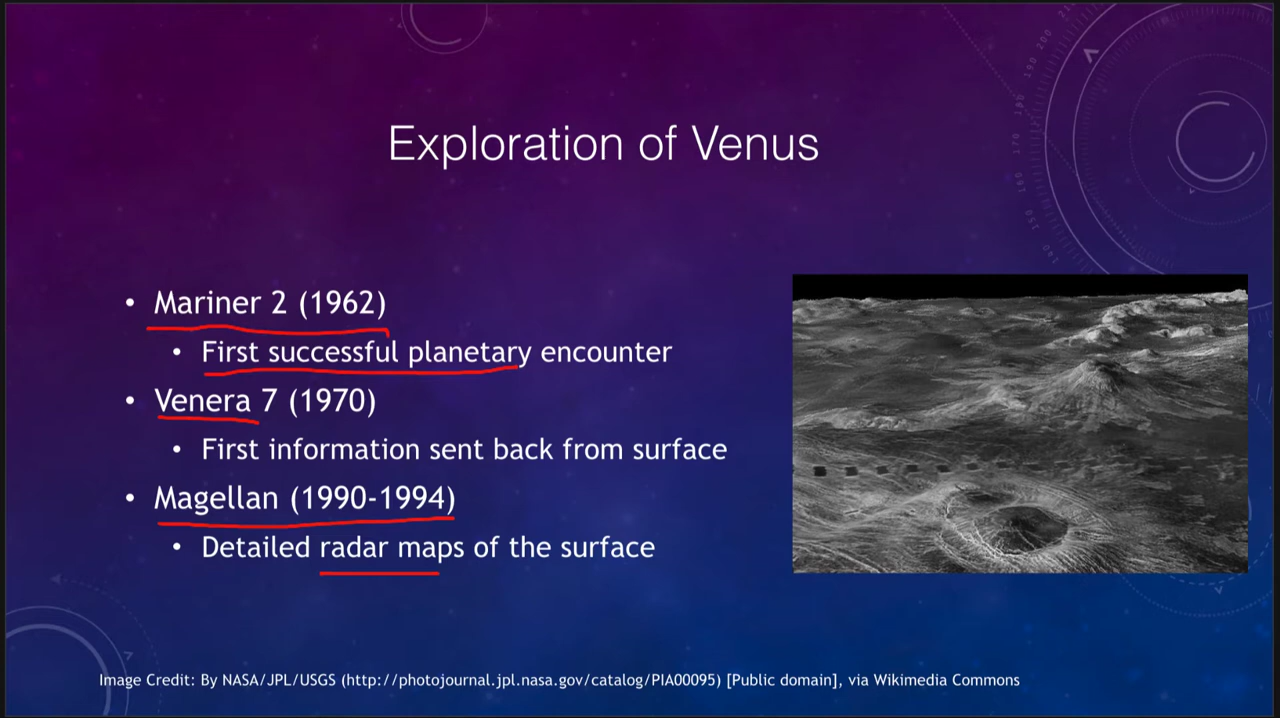 Exploration of Venus
• Mariner 2 (1962)
• First successful planetary encounter
• Venera 7 (1970)
• First information sent back from surface
• Magellan (1990-1994)
• Detailed radar maps of the surface
Image Credit: By NASA/JPL/USGS (http://photojournal.jpl.nasa.gov/catalog/PIA00095) [Public domain], via Wikimedia Commons